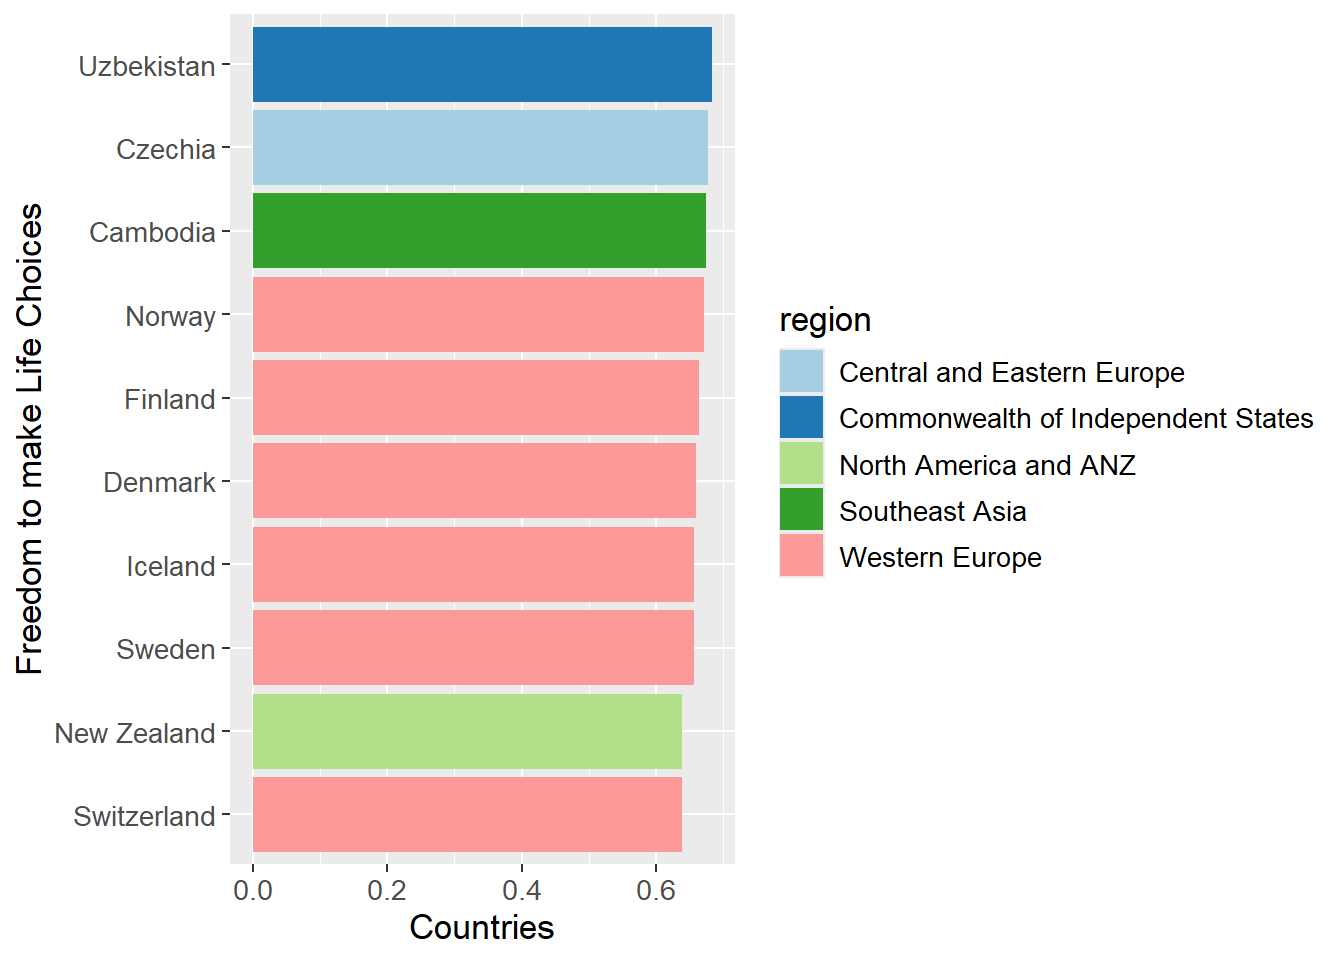 Freedom to make Life Choices
Uzbekistan
Czechia
Cambodia
Norway
Finland
Denmark
Iceland
Sweden
New Zealand
Switzerland
0.0 0.2 0.4 0.6
Countries
region
Central and Eastern Europe
Commonwealth of Independent States
North America and ANZ
Southeast Asia
Western Europe